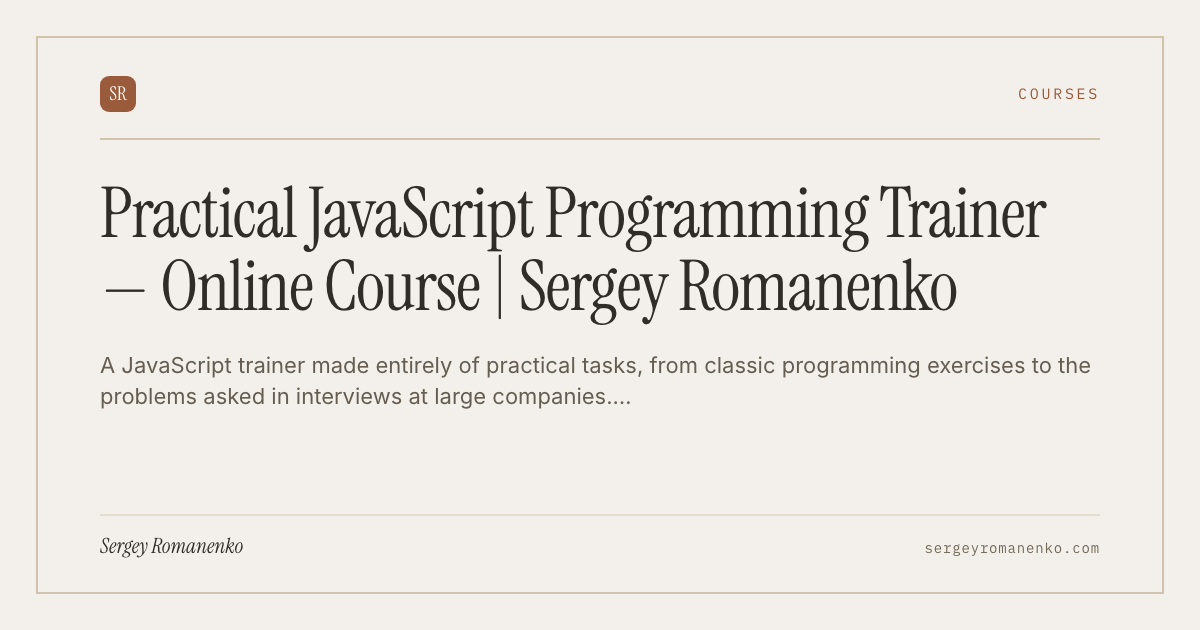 SR
COURSES
Practical JavaScript Programming Trainer
— Online Course | Sergey Romanenko
A JavaScript trainer made entirely of practical tasks, from classic programming exercises to the
problems asked in interviews at large companies....
Sergey Romanenko
sergeyromanenko.com